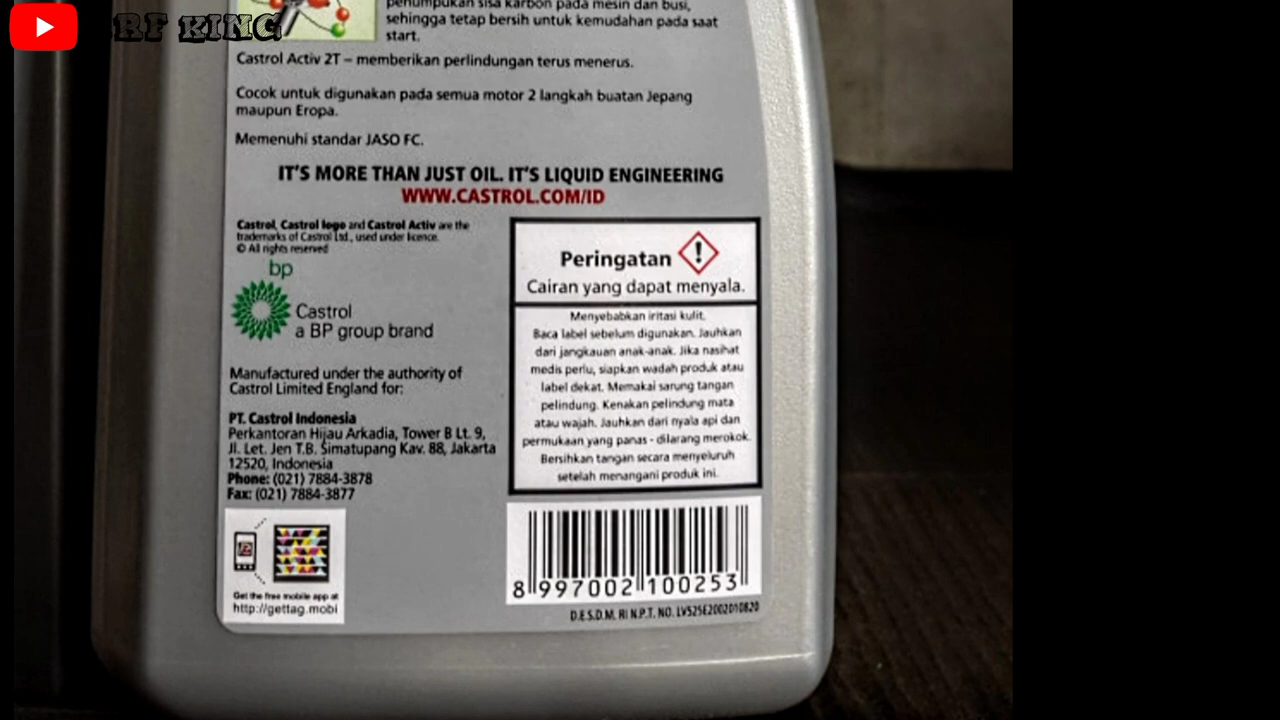 RF KING
penumpukan sisa karbon pada mesin dan busi,
sehingga tetap bersih untuk kemudahan pada saat
start.
Castrol Activ 2T – memberikan perlindungan terus menerus.
Cocok untuk digunakan pada semua motor 2 langkah buatan Jepang
maupun Eropa.
Memenuhi standar JASO FC.
IT'S MORE THAN JUST OIL. IT'S LIQUID ENGINEERING
WWW.CASTROL.COM/ID
Castrol, Castrol logo and Castrol Activ are the
trademarks of Castrol Ltd., used under licence.
© All rights reserved
bp
Castrol
a BP group brand
Manufactured under the authority of
Castrol Limited England for:
PT. Castrol Indonesia
Perkantoran Hijau Arkadia, Tower B Lt. 9,
Jl. Let. Jen T.B. Simatupang Kav. 88, Jakarta
12520, Indonesia
Phone: (021) 7884-3878
Fax: (021) 7884-3877
Get the free mobile app at
http://gettag.mobi
Peringatan
Cairan yang dapat menyala.
Menyebabkan iritasi kulit.
Baca label sebelum digunakan. Jauhkan
dari jangkauan anak-anak. Jika nasihat
medis perlu, siapkan wadah produk atau
label dekat. Memakai sarung tangan
pelindung. Kenakan pelindung mata
atau wajah. Jauhkan dari nyala api dan
permukaan yang panas - dilarang merokok.
Bersihkan tangan secara menyeluruh
setelah menangani produk ini.
8 997002 100253
D.E.S.D.M. RI N.P.T. NO. LV525E2002010820